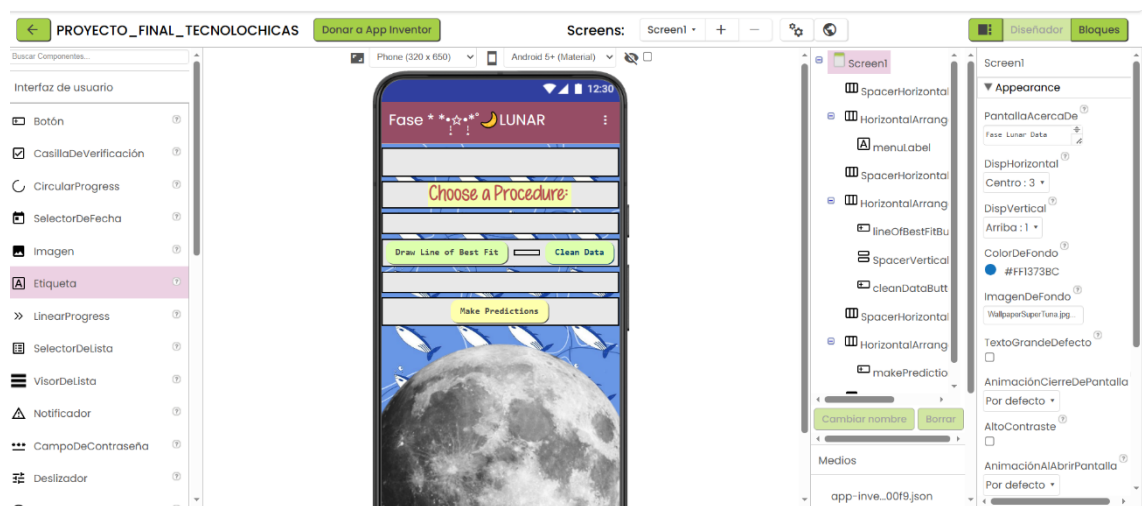 PROYECTO_FINAL_TECNOLOCHICAS
Donar a App Inventor
Screens:
Screen1
Diseñador
Bloques
Buscar Componentes...
Interfaz de usuario
Botón
CasillaDeVerificación
CircularProgress
SelectorDeFecha
Imagen
Etiqueta
LinearProgress
SelectorDeLista
VisorDeLista
Notificador
CampoDeContraseña
Deslizador
Phone (320 x 650)
Android 5+ (Material)
12:30
Fase * *•☆•*° 🌙 LUNAR
Choose a Procedure:
Draw Line of Best Fit
Clean Data
Make Predictions
Screen1
SpacerHorizontal
HorizontalArrang
menuLabel
SpacerHorizontal
HorizontalArrang
lineOfBestFitBu
SpacerVertical
cleanDataButt
SpacerHorizontal
HorizontalArrang
makePredictio
Cambiar nombre
Borrar
Medios
app-inve...00f9.json
Screen1
Appearance
PantallaAcercaDe
Fase Lunar Data
DispHorizontal
Centro : 3
DispVertical
Arriba : 1
ColorDeFondo
#FF1373BC
ImagenDeFondo
WallpaperSuperTuna.jpg...
TextoGrandeDefecto
AnimaciónCierreDePantalla
Por defecto
AltoContraste
AnimaciónAlAbrirPantalla
Por defecto